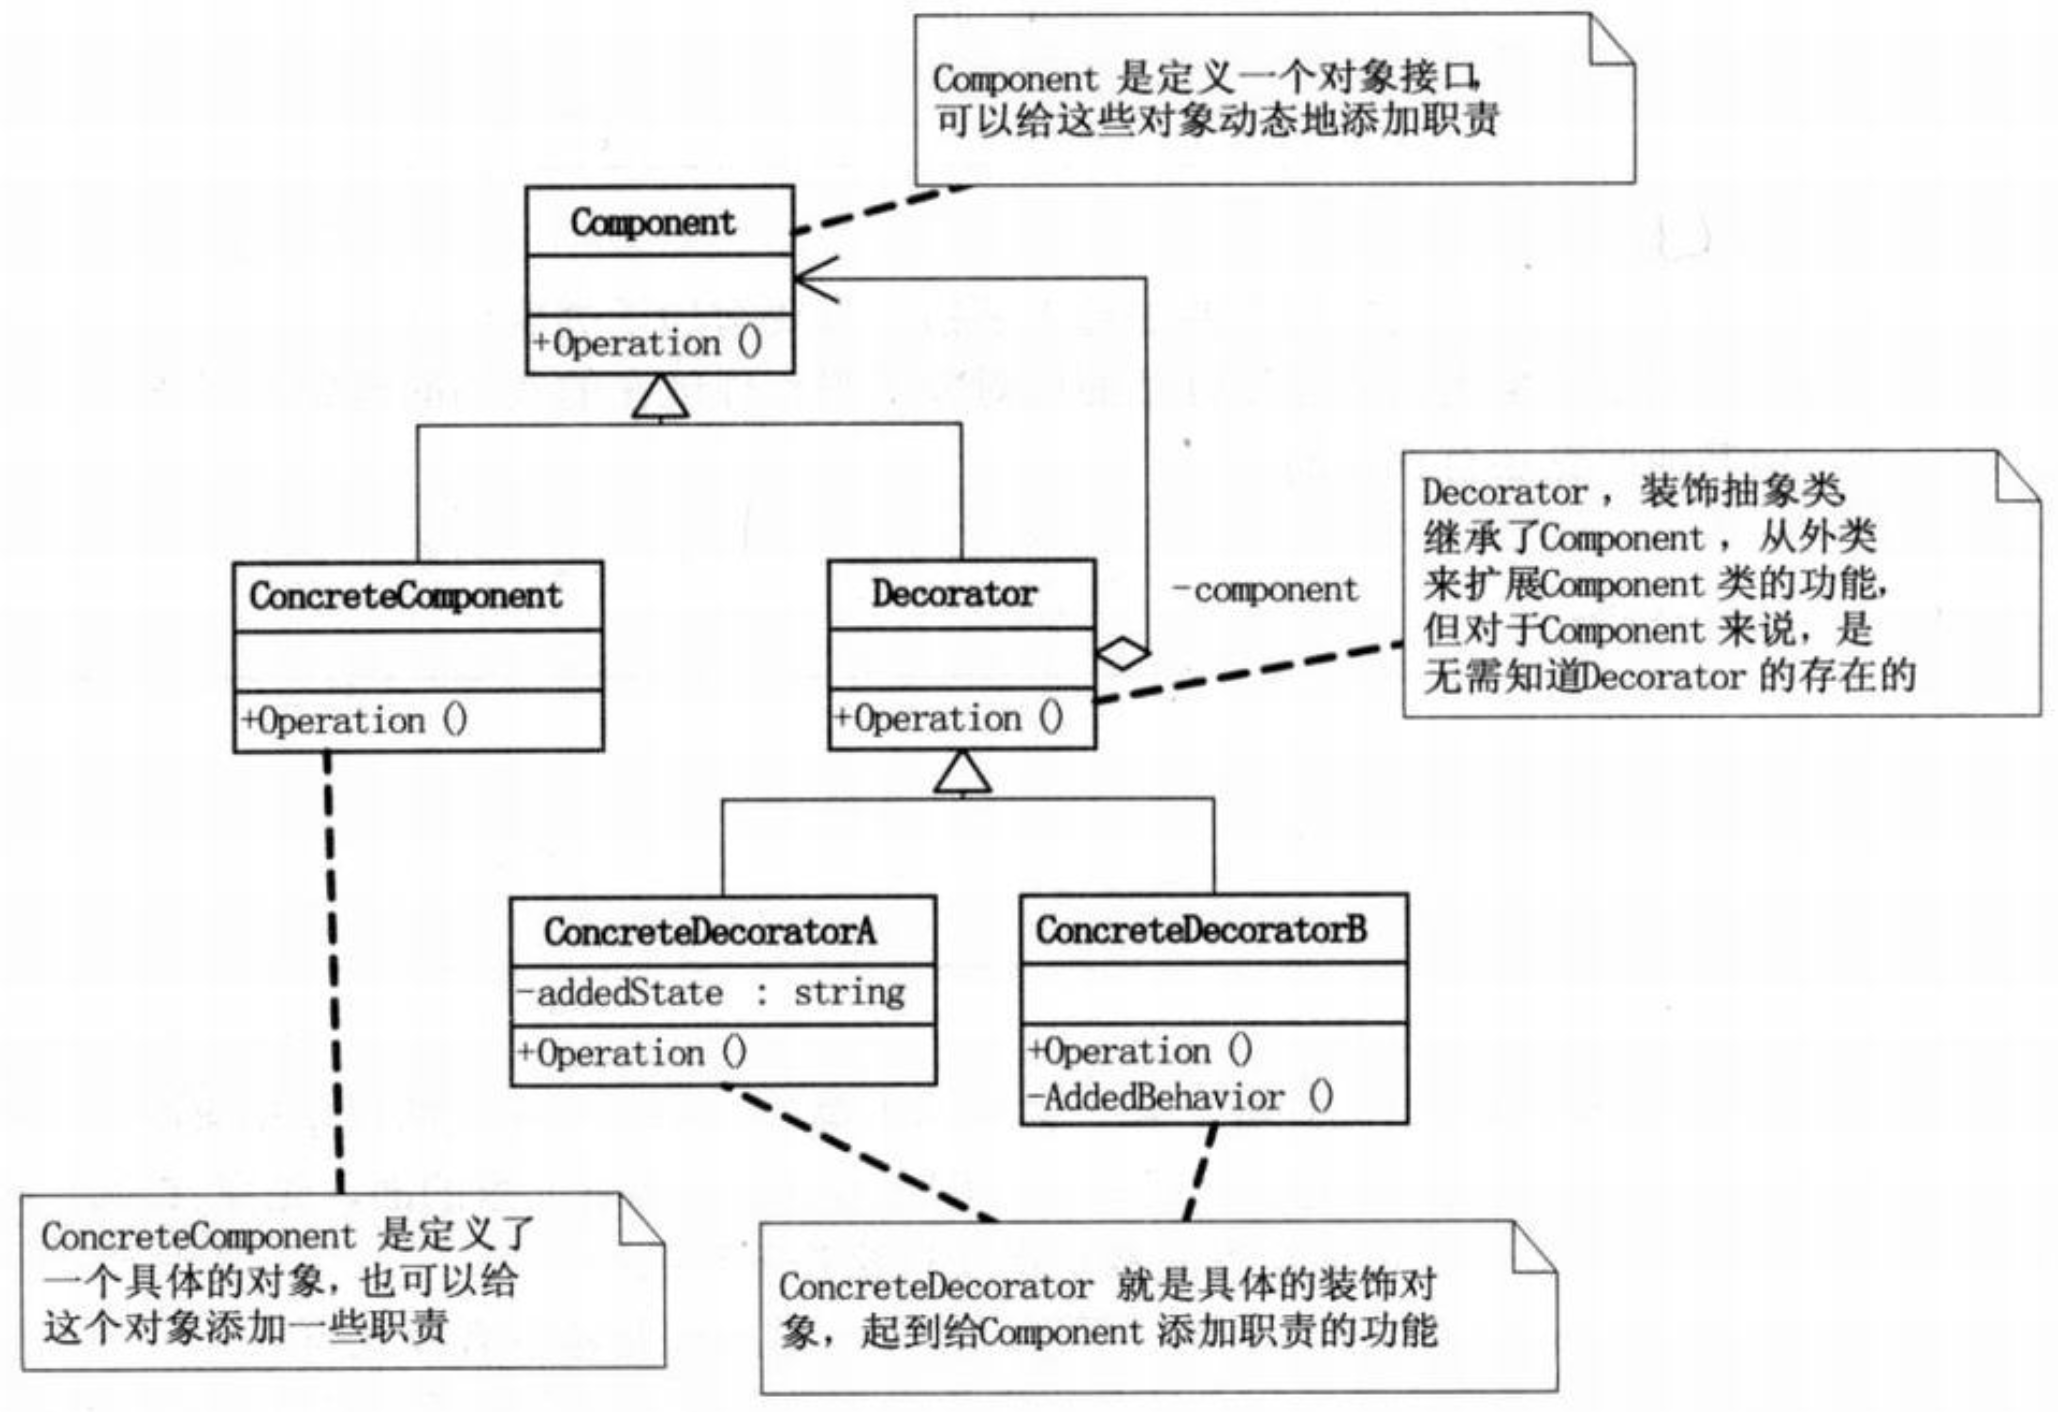 Component 是定义一个对象接口,
可以给这些对象动态地添加职责
Component
+Operation ()
Decorator, 装饰抽象类,
继承了Component, 从外类
来扩展Component 类的功能,
但对于Component 来说, 是
无需知道Decorator 的存在的
ConcreteComponent
+Operation ()
Decorator
+Operation ()
-component
ConcreteDecoratorA
-addedState : string
+Operation ()
ConcreteDecoratorB
+Operation ()
-AddedBehavior ()
ConcreteComponent 是定义了
一个具体的对象, 也可以给
这个对象添加一些职责
ConcreteDecorator 就是具体的装饰对
象, 起到给Component 添加职责的功能